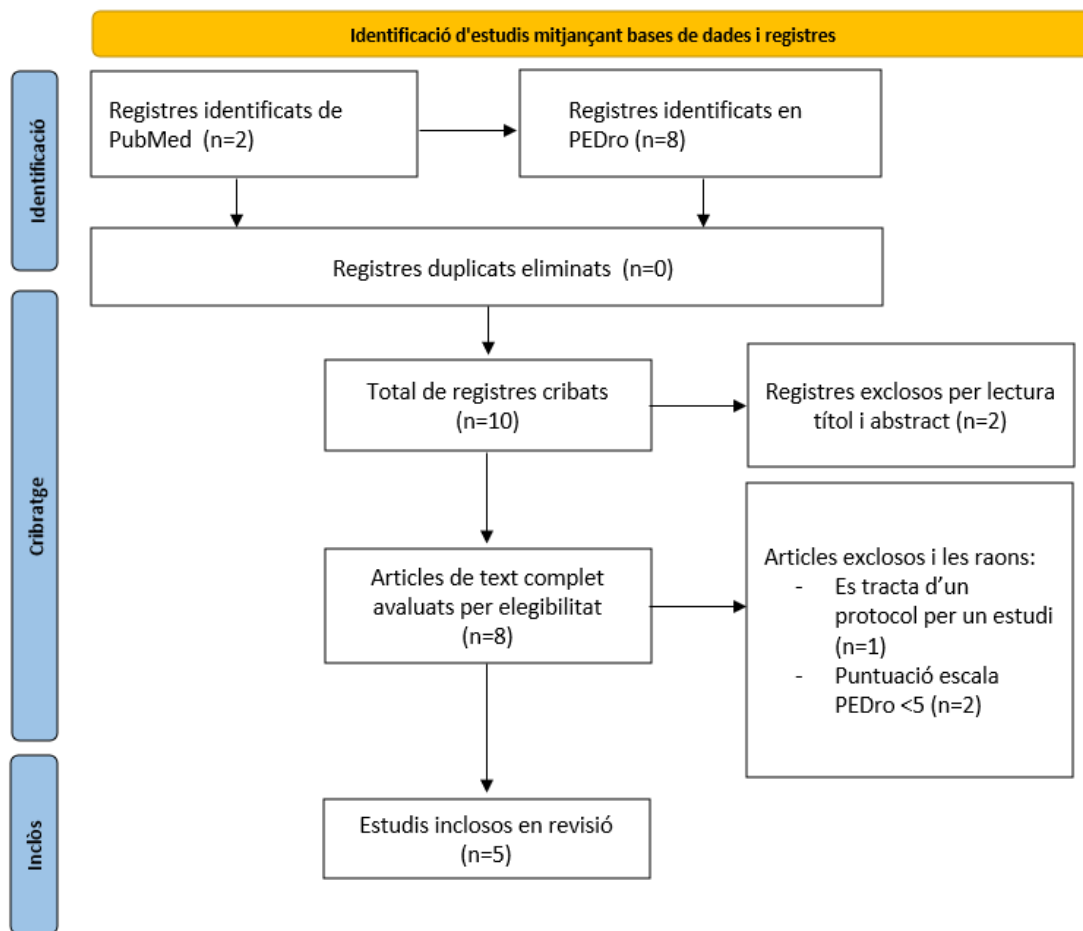 Identificació d'estudis mitjançant bases de dades i registres
Identificació
Registres identificats de
PubMed (n=2)
Registres identificats en
PEDro (n=8)
Registres duplicats eliminats (n=0)
Cribratge
Total de registres cribats
(n=10)
Registres exclosos per lectura
títol i abstract (n=2)
Articles de text complet
avaluats per elegibilitat
(n=8)
Articles exclosos i les raons:
- Es tracta d’un
protocol per un estudi
(n=1)
- Puntuació escala
PEDro <5 (n=2)
Inclòs
Estudis inclosos en revisió
(n=5)